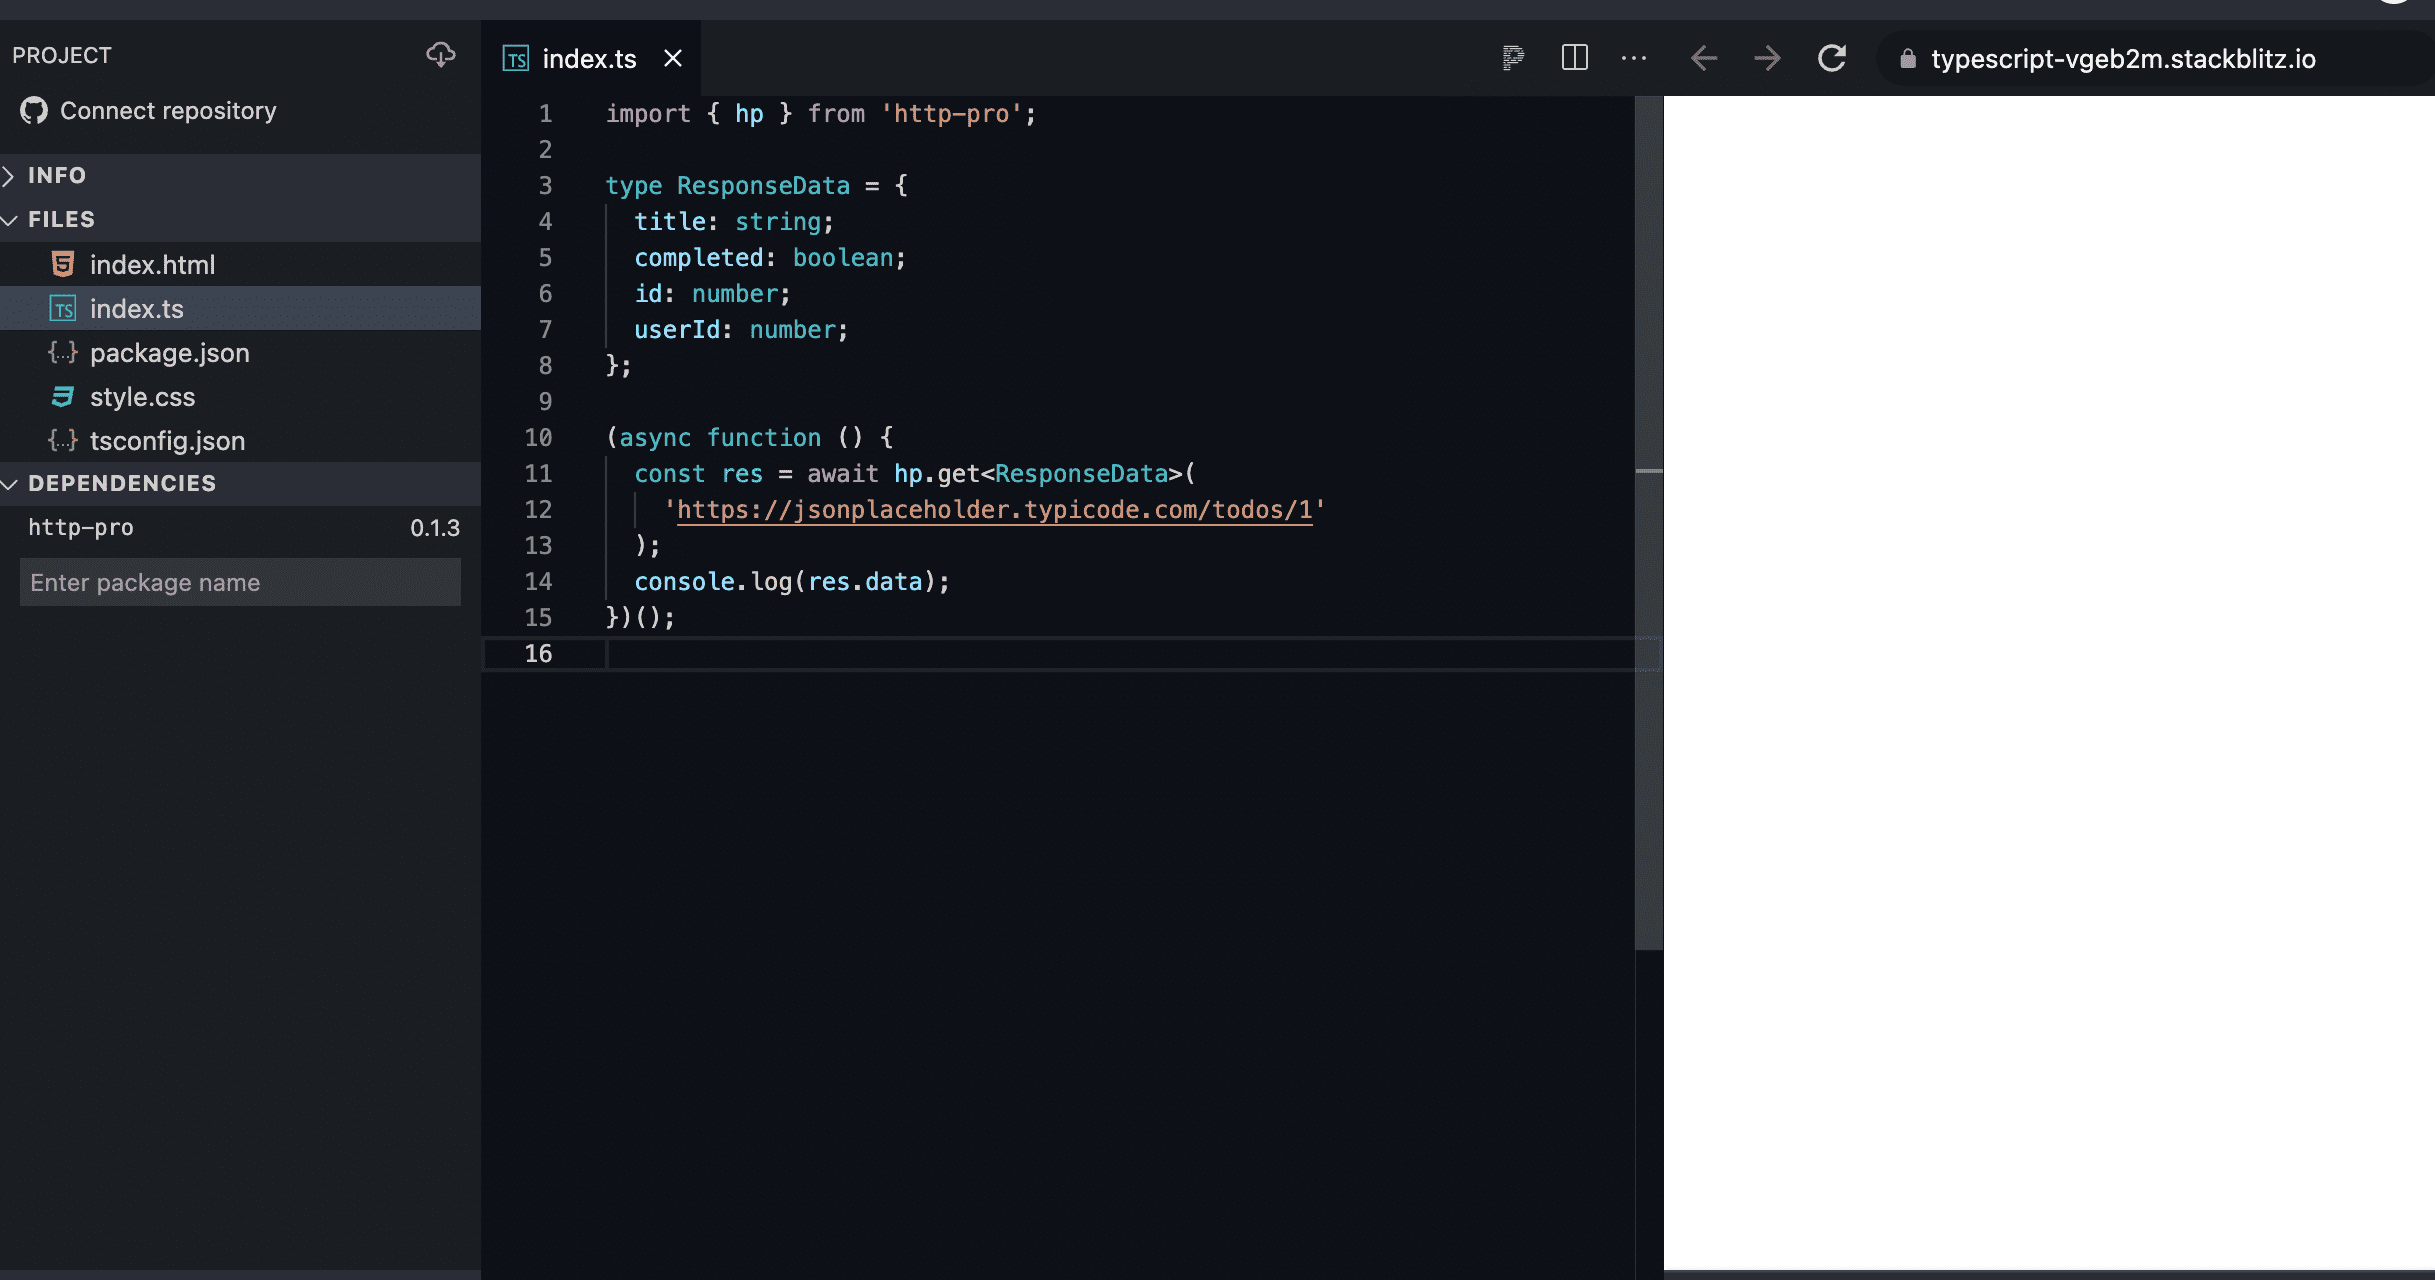 PROJECT
Connect repository
INFO
FILES
index.html
index.ts
package.json
style.css
tsconfig.json
DEPENDENCIES
http-pro 0.1.3
Enter package name
TS index.ts
typescript-vgeb2m.stackblitz.io
1 import { hp } from 'http-pro';
2
3 type ResponseData = {
4   title: string;
5   completed: boolean;
6   id: number;
7   userId: number;
8 };
9
10 (async function () {
11   const res = await hp.get<ResponseData>(
12     'https://jsonplaceholder.typicode.com/todos/1'
13   );
14   console.log(res.data);
15 })();
16